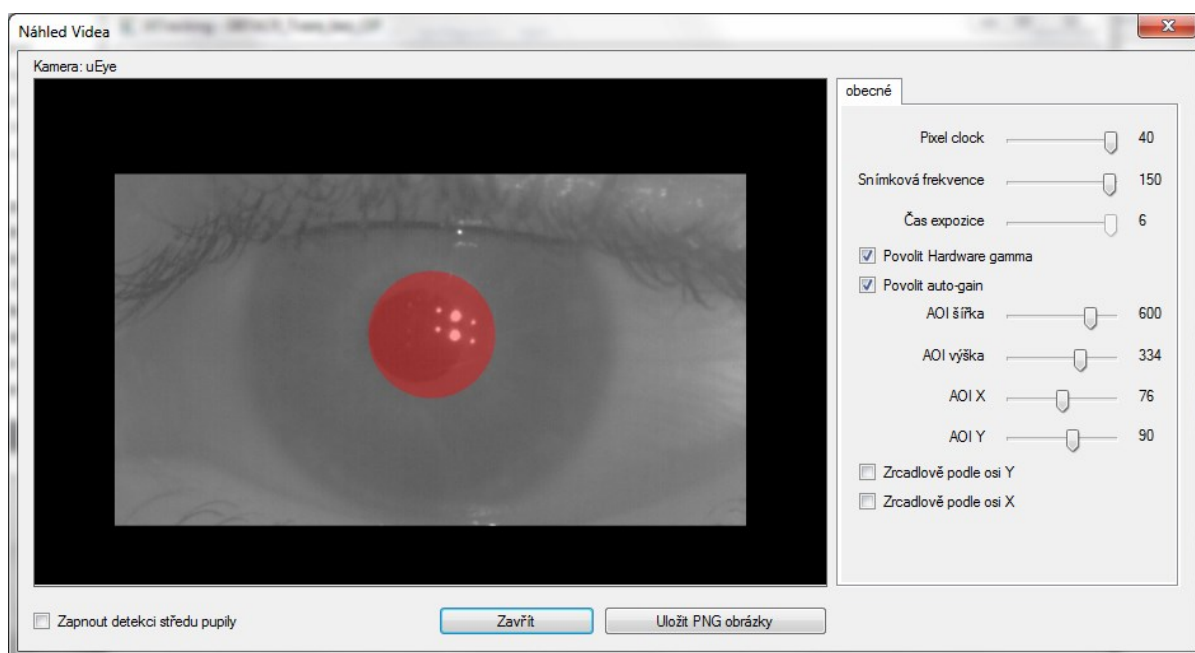 Náhled Videa
Kamera: uEye
obecné
Pixel clock 40
Snímková frekvence 150
Čas expozice 6
Povolit Hardware gamma
Povolit auto-gain
AOI šířka 600
AOI výška 334
AOI X 76
AOI Y 90
Zrcadlově podle osi Y
Zrcadlově podle osi X
Zapnout detekci středu pupily
Zavřít
Uložit PNG obrázky